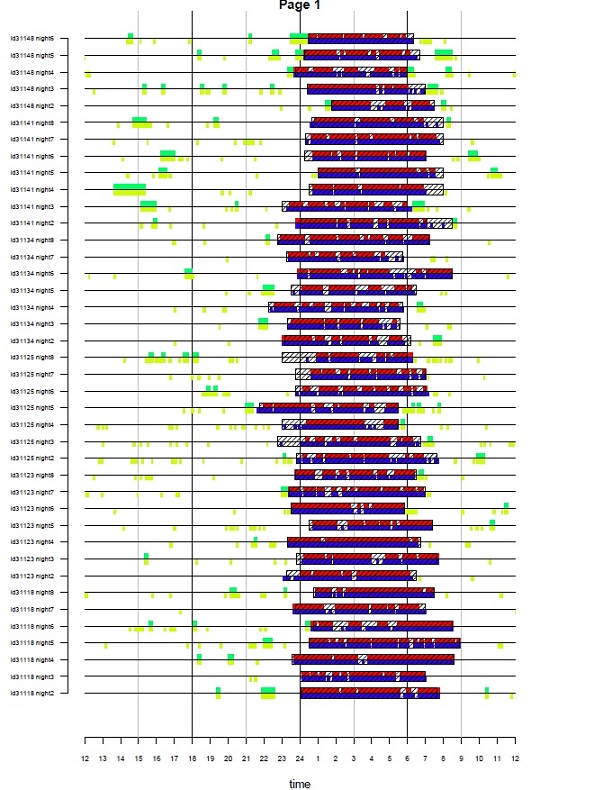 Page 1
id31148 night6
id31148 night5
id31148 night4
id31148 night3
id31148 night2
id31141 night8
id31141 night7
id31141 night6
id31141 night5
id31141 night4
id31141 night3
id31141 night2
id31134 night8
id31134 night7
id31134 night6
id31134 night5
id31134 night4
id31134 night3
id31134 night2
id31125 night8
id31125 night7
id31125 night6
id31125 night5
id31125 night4
id31125 night3
id31125 night2
id31123 night8
id31123 night7
id31123 night6
id31123 night5
id31123 night4
id31123 night3
id31123 night2
id31118 night8
id31118 night7
id31118 night6
id31118 night5
id31118 night4
id31118 night3
id31118 night2
12 13 14 15 16 17 18 19 20 21 22 23 24 1 2 3 4 5 6 7 8 9 10 11 12
time